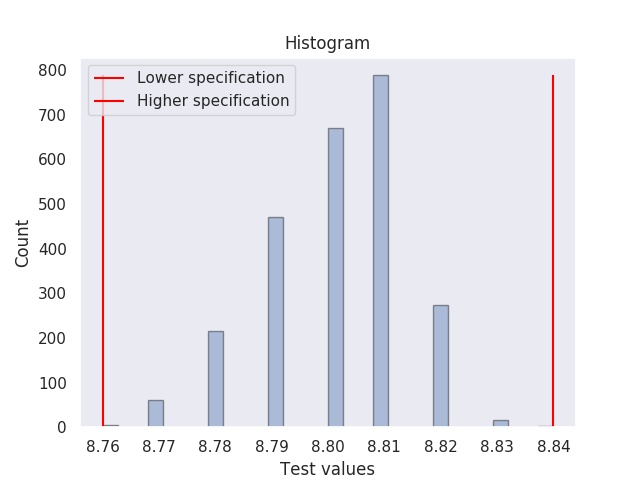 Histogram
Lower specification
Higher specification
800
700
600
500
400
300
200
100
0
Count
8.76 8.77 8.78 8.79 8.80 8.81 8.82 8.83 8.84
Test values